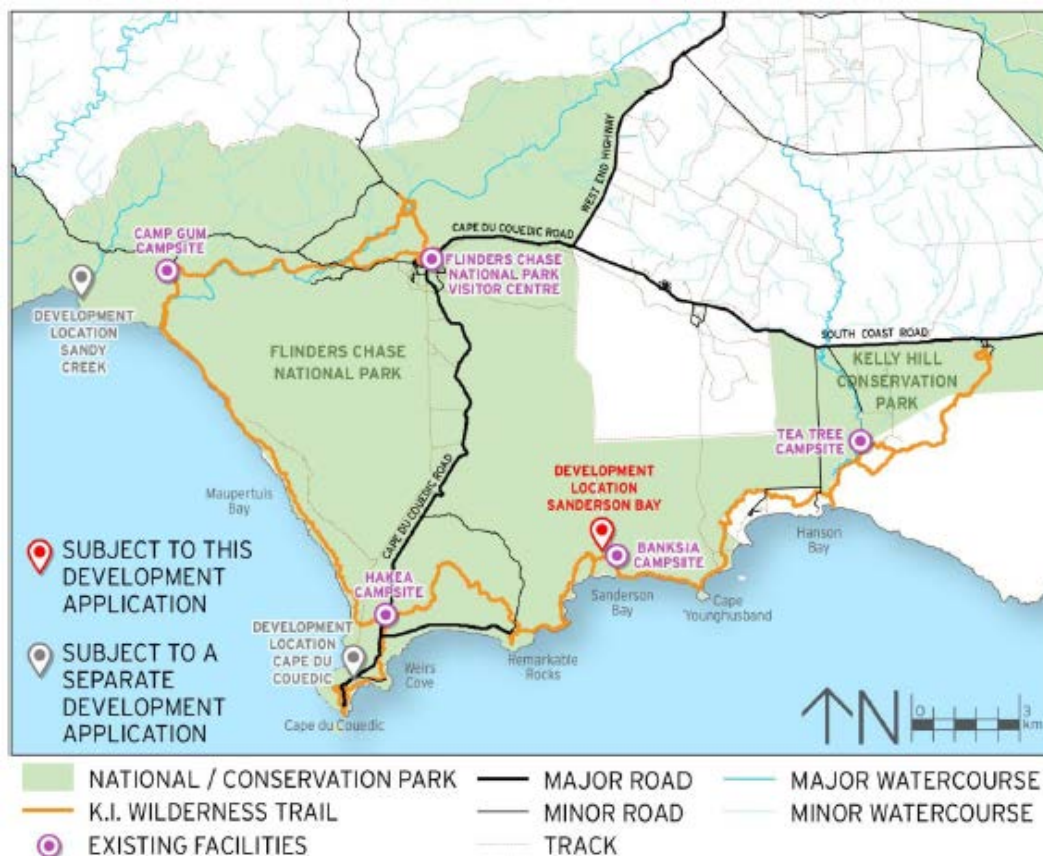 WEST END HIGHWAY
CAPE DU COUEDIC ROAD
CAMP GUM
CAMPSITE
FLINDERS CHASE
NATIONAL PARK
VISITOR CENTRE
DEVELOPMENT
LOCATION
SANDY
CREEK
FLINDERS CHASE
NATIONAL PARK
SOUTH COAST ROAD
KELLY HILL
CONSERVATION
PARK
TEA TREE
CAMPSITE
CAPE DU COUEDIC ROAD
DEVELOPMENT
LOCATION
SANDERSON BAY
Maupertuis
Bay
Hanson
Bay
BANKSIA
CAMPSIITE
SUBJECT TO THIS
DEVELOPMENT
APPLICATION
HAKEA
CAMPSITE
Sanderson
Bay
Cape
Younghusband
DEVELOPMENT
LOCATION
CAPE DU
COUEDIC
Weirs
Cove
Remarkable
Rocks
SUBJECT TO A
SEPARATE
DEVELOPMENT
APPLICATION
Cape du Couedic
N
0 3
km
NATIONAL / CONSERVATION PARK
K.I. WILDERNESS TRAIL
EXISTING FACILITIES
MAJOR ROAD
MINOR ROAD
TRACK
MAJOR WATERCOURSE
MINOR WATERCOURSE